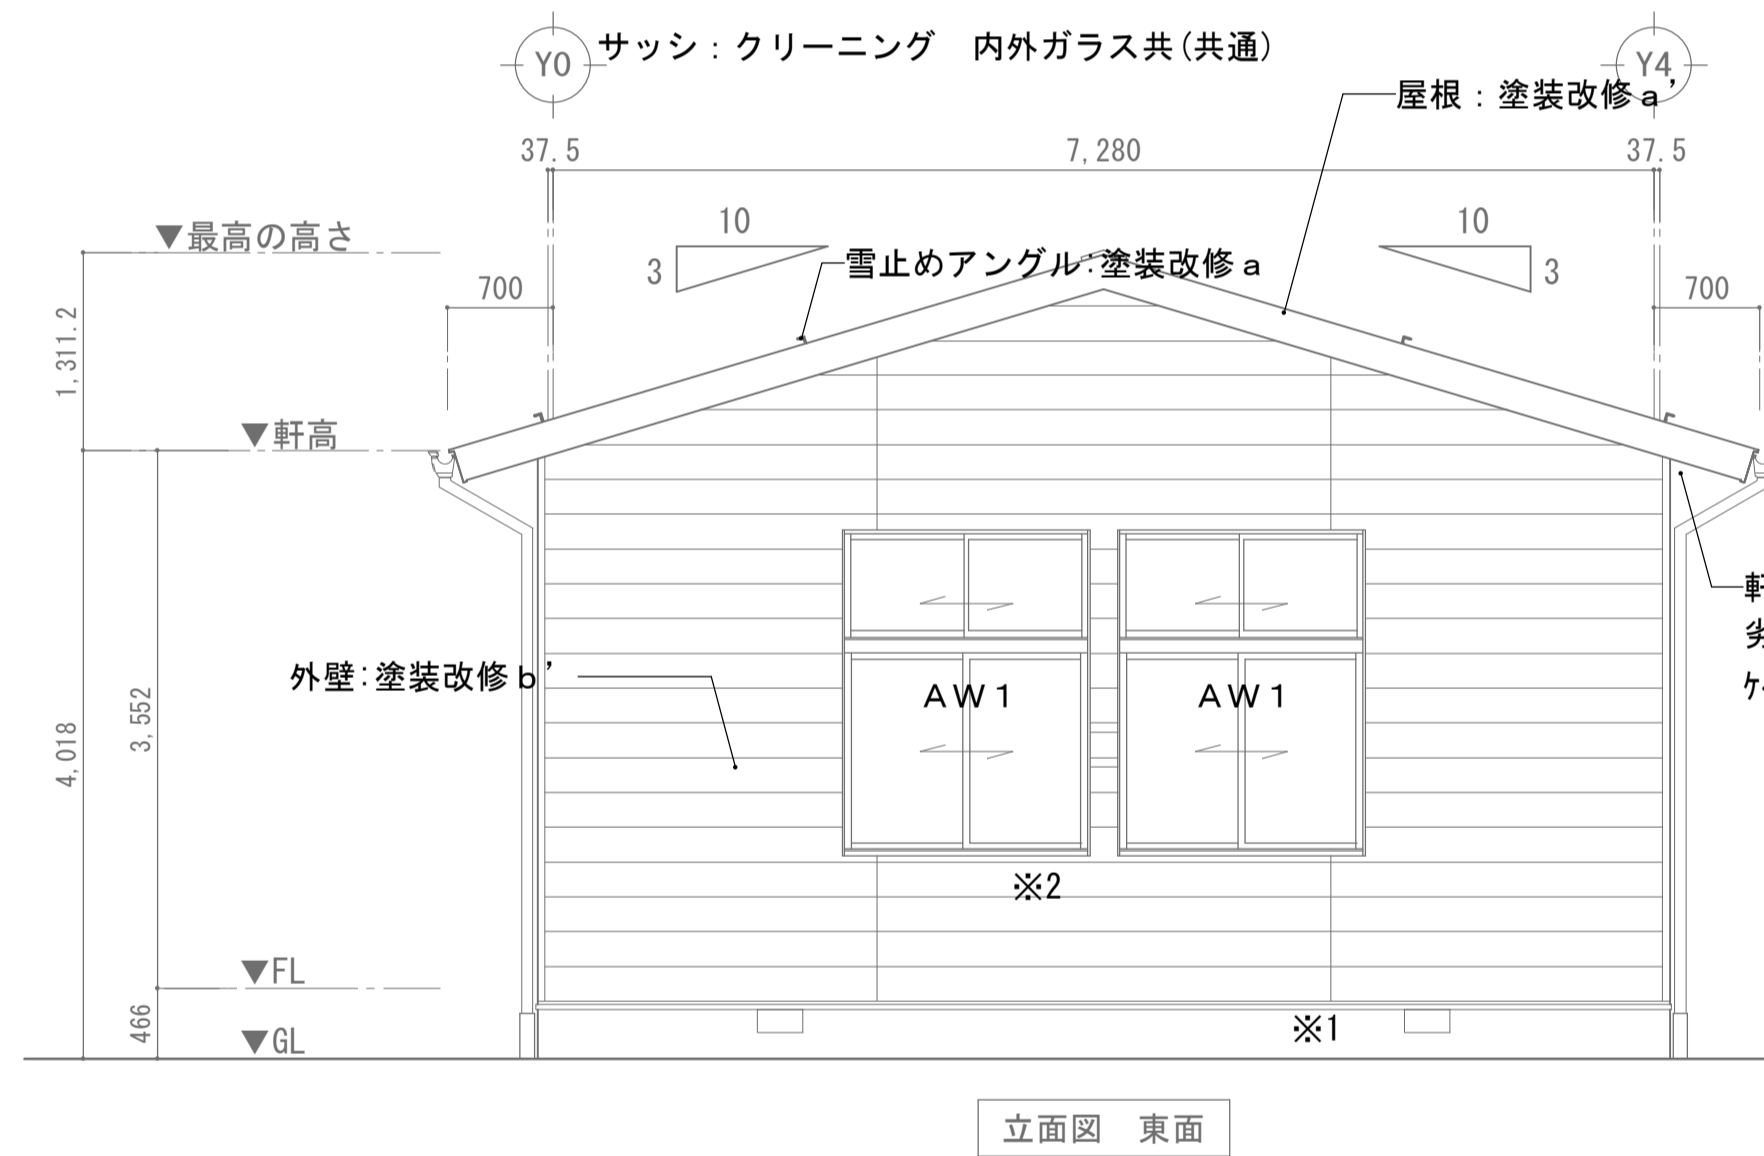 Y0
サッシ：クリーニング　内外ガラス共(共通)
Y4
屋根：塗装改修ａ’
37.5
7,280
37.5
10
10
▼最高の高さ
3
雪止めアングル：塗装改修ａ
3
700
700
1,311.2
▼軒高
軒
外壁：塗装改修ｂ’
ＡＷ１
ＡＷ１
3,552
4,018
※2
▼FL
466
※1
▼GL
立面図　東面